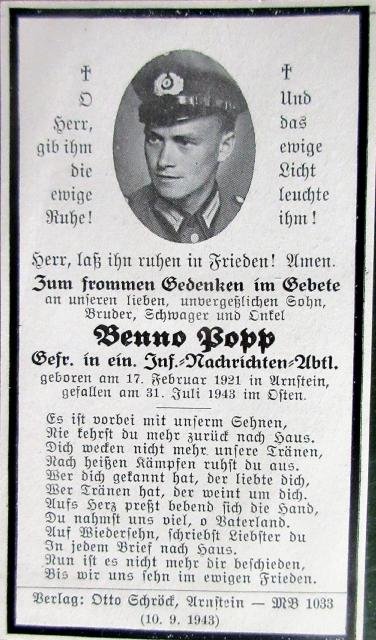 O
Herr,
gib ihm
die
ewige
Ruhe!
Und
das
ewige
Licht
leuchte
ihm!
Herr, laß ihn ruhen in Frieden! Amen.
Zum frommen Gedenken im Gebete
an unseren lieben, unvergeßlichen Sohn,
Bruder, Schwager und Onkel
Benno Popp
Gefr. in ein. Inf.-Nachrichten-Abtl.
geboren am 17. Februar 1921 in Arnstein,
gefallen am 31. Juli 1943 im Osten.
Es ist vorbei mit unserm Sehnen,
Nie kehrst du mehr zurück nach Haus.
Dich wecken nicht mehr unsere Tränen,
Nach heißen Kämpfen ruhst du aus.
Wer dich gekannt hat, der liebte dich,
Wer Tränen hat, der weint um dich.
Aufs Herz preßt bebend sich die Hand,
Du nahmst uns viel, o Vaterland.
Auf Wiedersehn, schriebst Liebster du
In jedem Brief nach Haus.
Nun ist es nicht mehr dir beschieden,
Bis wir uns sehn im ewigen Frieden.
Verlag: Otto Schröck, Arnstein — MB 1033
(10. 9. 1943)